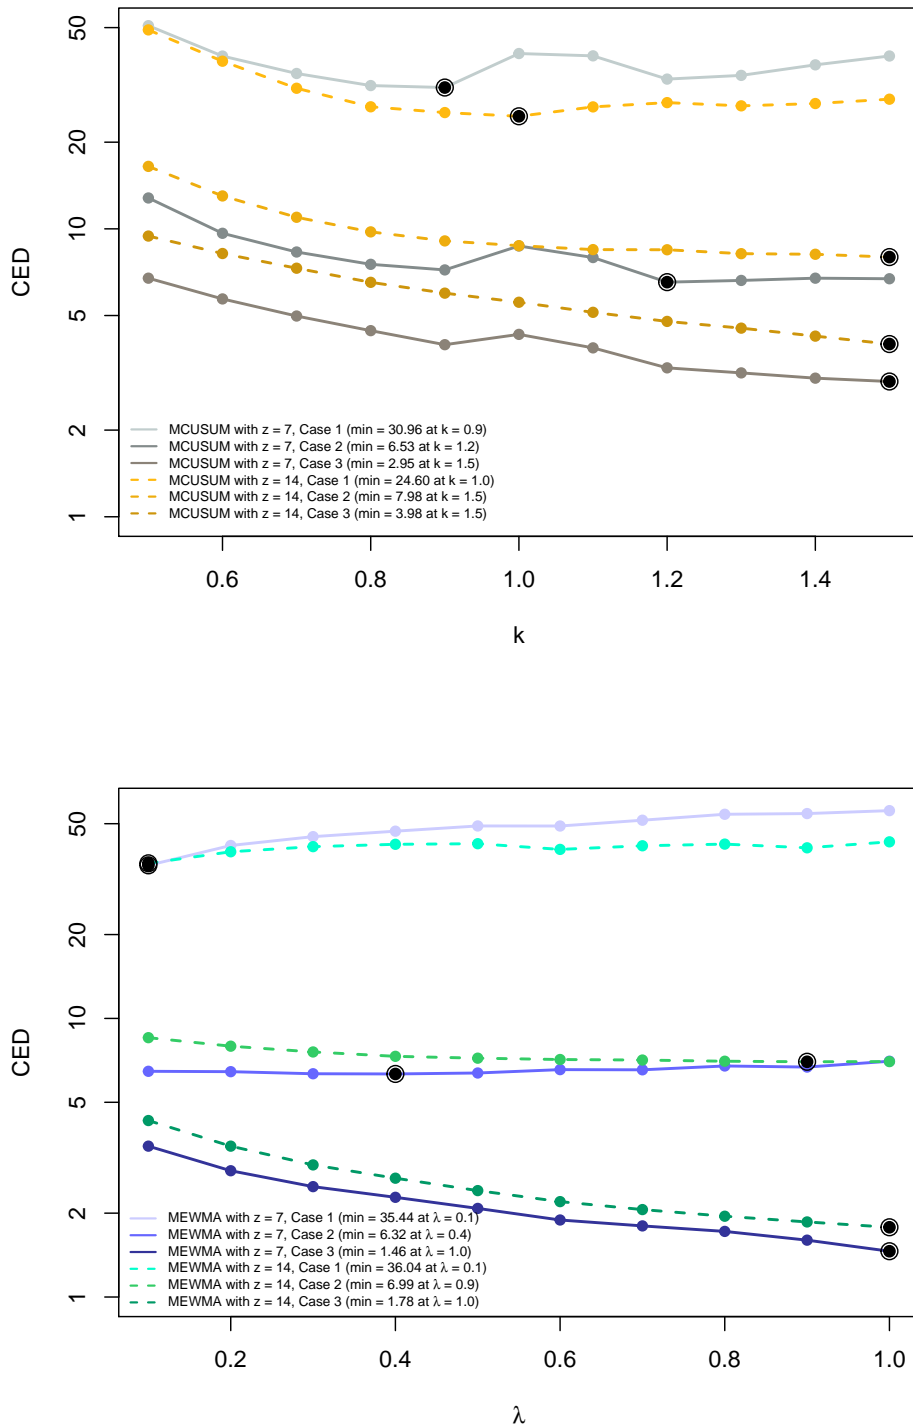 50
20
10
5
2
1
CED
MCUSUM with z = 7, Case 1 (min = 30.96 at k = 0.9)
MCUSUM with z = 7, Case 2 (min = 6.53 at k = 1.2)
MCUSUM with z = 7, Case 3 (min = 2.95 at k = 1.5)
MCUSUM with z = 14, Case 1 (min = 24.60 at k = 1.0)
MCUSUM with z = 14, Case 2 (min = 7.98 at k = 1.5)
MCUSUM with z = 14, Case 3 (min = 3.98 at k = 1.5)
0.6 0.8 1.0 1.2 1.4
k
50
20
10
5
2
1
CED
MEWMA with z = 7, Case 1 (min = 35.44 at λ = 0.1)
MEWMA with z = 7, Case 2 (min = 6.32 at λ = 0.4)
MEWMA with z = 7, Case 3 (min = 1.46 at λ = 1.0)
MEWMA with z = 14, Case 1 (min = 36.04 at λ = 0.1)
MEWMA with z = 14, Case 2 (min = 6.99 at λ = 0.9)
MEWMA with z = 14, Case 3 (min = 1.78 at λ = 1.0)
0.2 0.4 0.6 0.8 1.0
λ